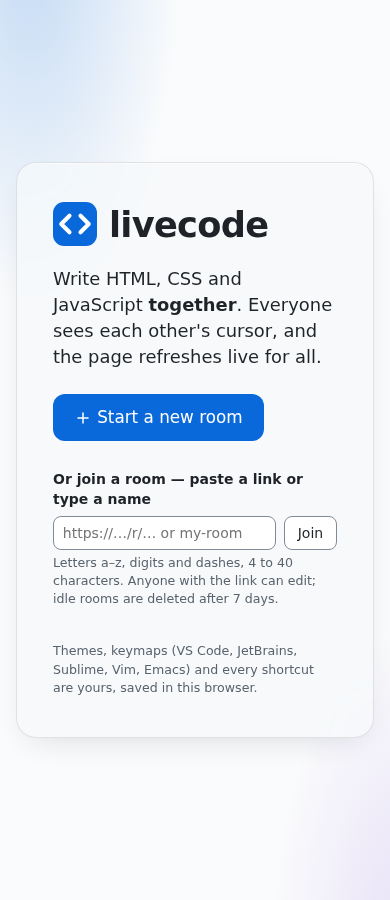 livecode
Write HTML, CSS and
JavaScript together. Everyone
sees each other's cursor, and
the page refreshes live for all.
+ Start a new room
Or join a room — paste a link or
type a name
https://…/r/… or my-room
Join
Letters a–z, digits and dashes, 4 to 40
characters. Anyone with the link can edit;
idle rooms are deleted after 7 days.
Themes, keymaps (VS Code, JetBrains,
Sublime, Vim, Emacs) and every shortcut
are yours, saved in this browser.